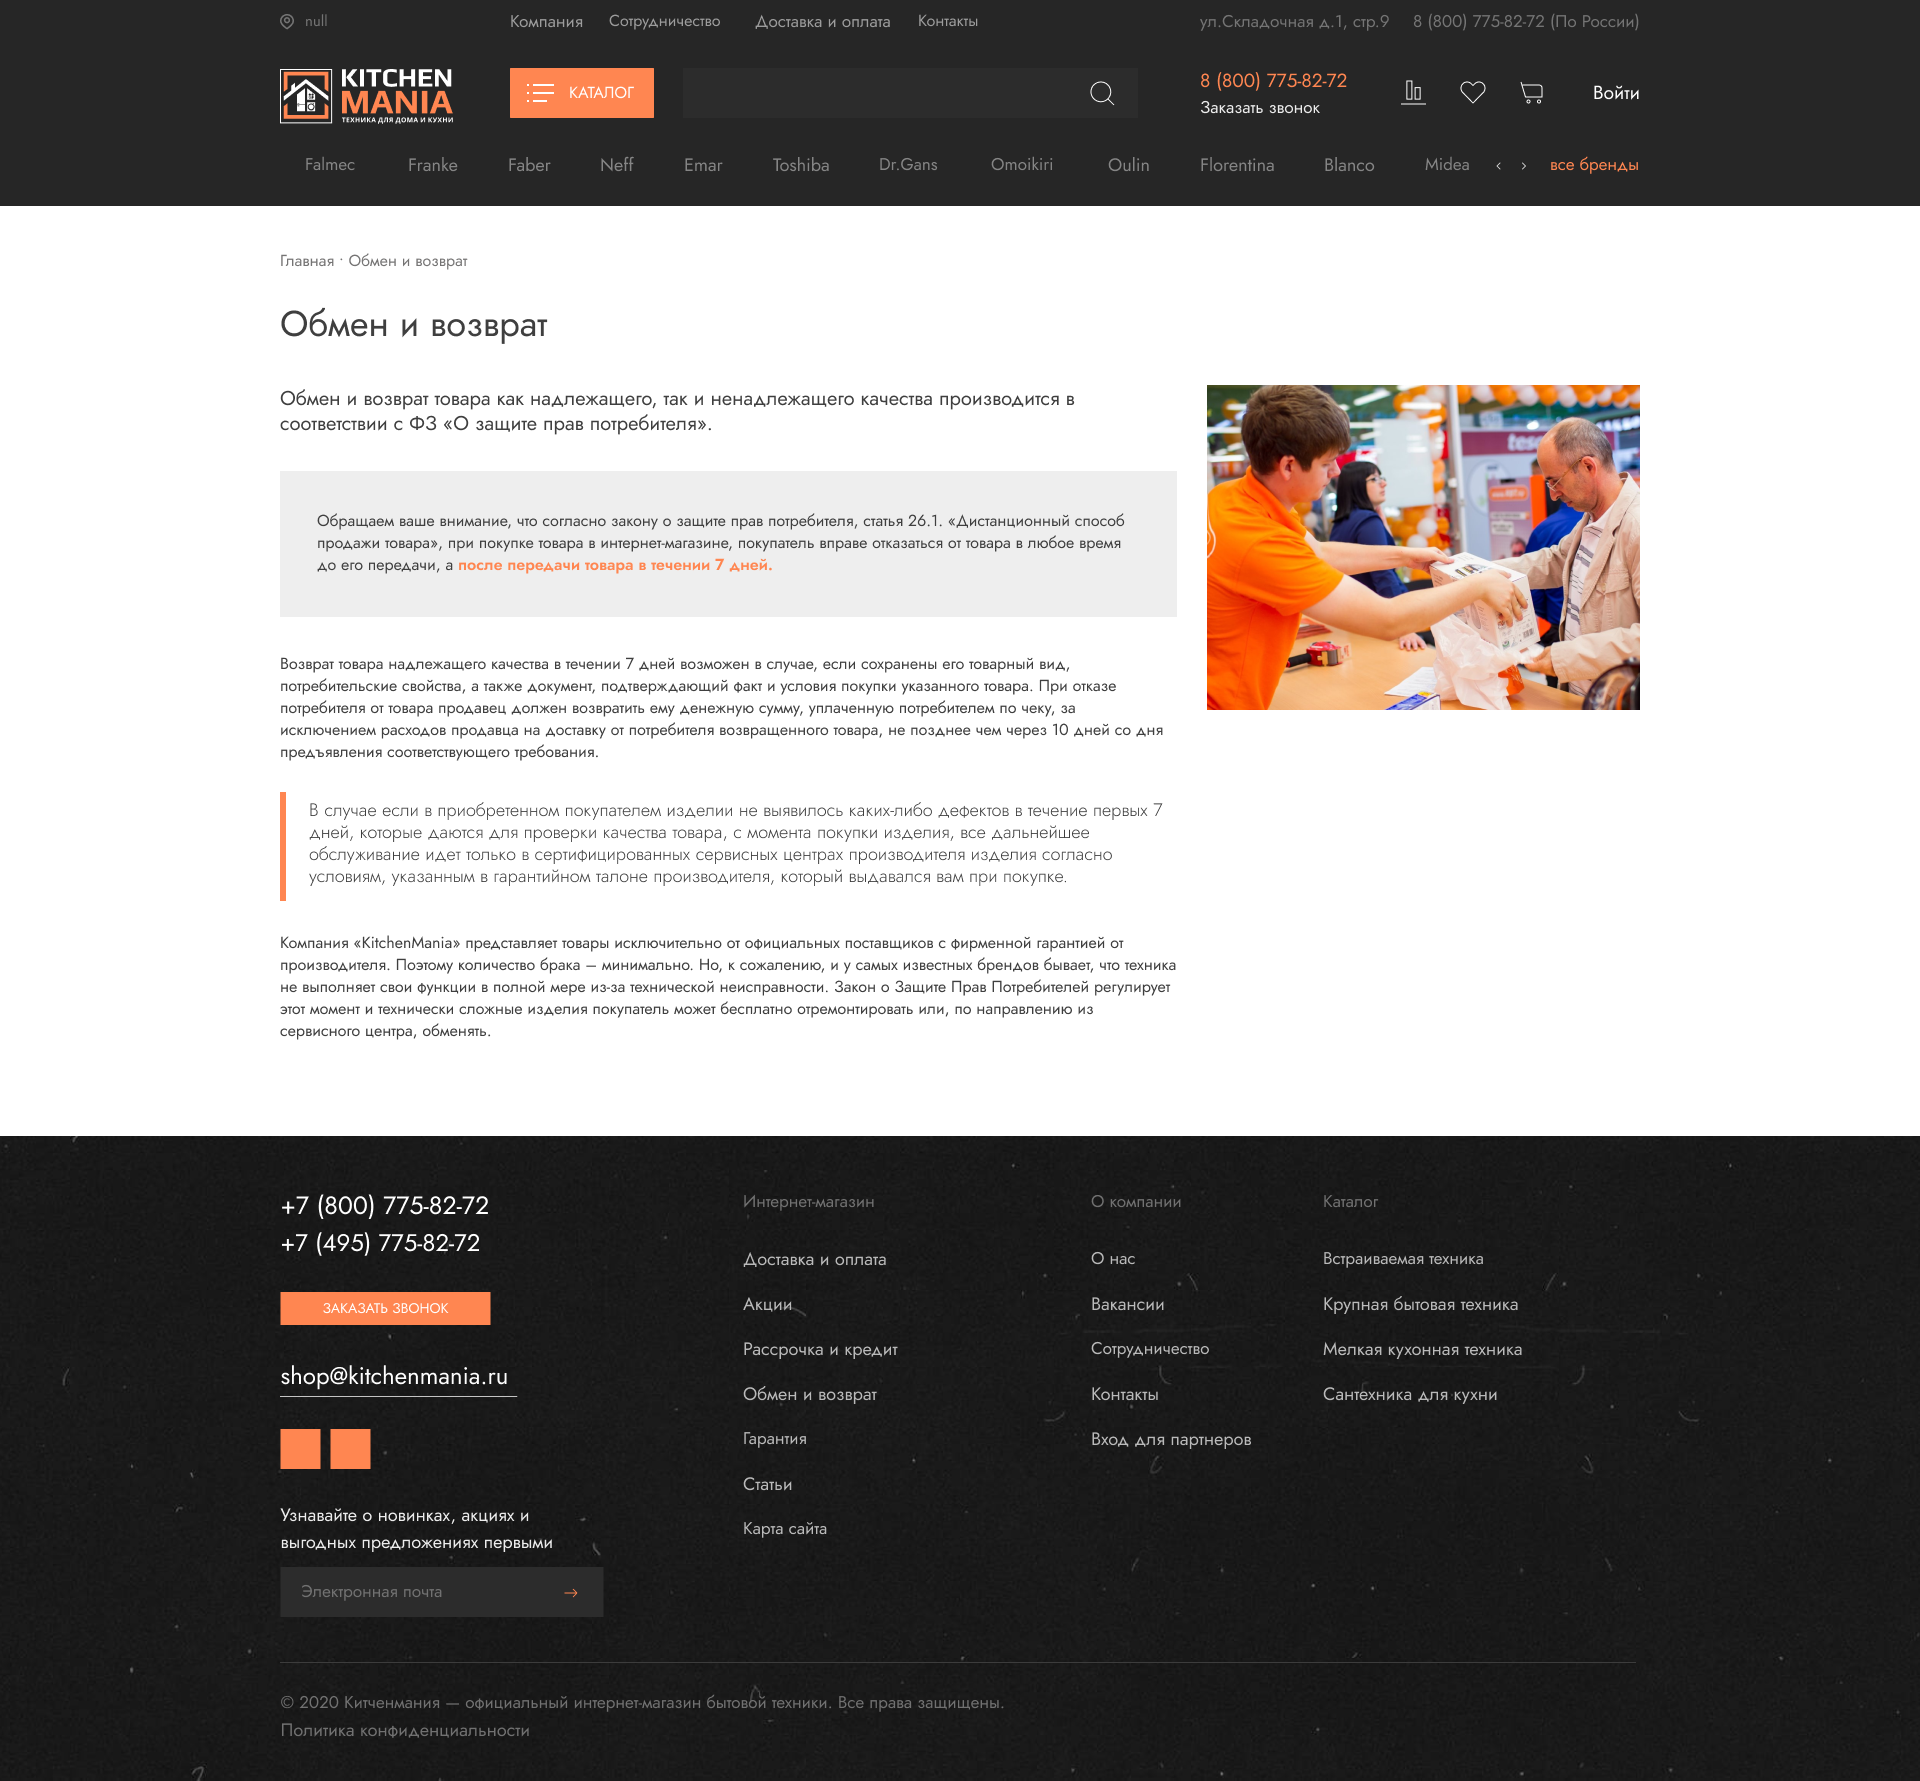 null
Компания Сотрудничество Доставка и оплата Контакты
ул.Складочная д.1, стр.9 8 (800) 775-82-72 (По России)
KITCHEN
MANIA
ТЕХНИКА ДЛЯ ДОМА И КУХНИ
КАТАЛОГ
8 (800) 775-82-72
Заказать звонок
Войти
Falmec Franke Faber Neff Emar Toshiba Dr.Gans Omoikiri Oulin Florentina Blanco Midea ‹ › все бренды
Главная · Обмен и возврат
Обмен и возврат
Обмен и возврат товара как надлежащего, так и ненадлежащего качества производится в
соответствии с ФЗ «О защите прав потребителя».
Обращаем ваше внимание, что согласно закону о защите прав потребителя, статья 26.1. «Дистанционный способ
продажи товара», при покупке товара в интернет-магазине, покупатель вправе отказаться от товара в любое время
до его передачи, а после передачи товара в течении 7 дней.
Возврат товара надлежащего качества в течении 7 дней возможен в случае, если сохранены его товарный вид,
потребительские свойства, а также документ, подтверждающий факт и условия покупки указанного товара. При отказе
потребителя от товара продавец должен возвратить ему денежную сумму, уплаченную потребителем по чеку, за
исключением расходов продавца на доставку от потребителя возвращенного товара, не позднее чем через 10 дней со дня
предъявления соответствующего требования.
В случае если в приобретенном покупателем изделии не выявилось каких-либо дефектов в течение первых 7
дней, которые даются для проверки качества товара, с момента покупки изделия, все дальнейшее
обслуживание идет только в сертифицированных сервисных центрах производителя изделия согласно
условиям, указанным в гарантийном талоне производителя, который выдавался вам при покупке.
Компания «KitchenMania» представляет товары исключительно от официальных поставщиков с фирменной гарантией от
производителя. Поэтому количество брака – минимально. Но, к сожалению, и у самых известных брендов бывает, что техника
не выполняет свои функции в полной мере из-за технической неисправности. Закон о Защите Прав Потребителей регулирует
этот момент и технически сложные изделия покупатель может бесплатно отремонтировать или, по направлению из
сервисного центра, обменять.
+7 (800) 775-82-72
+7 (495) 775-82-72
ЗАКАЗАТЬ ЗВОНОК
shop@kitchenmania.ru
Узнавайте о новинках, акциях и
выгодных предложениях первыми
Электронная почта
Интернет-магазин
Доставка и оплата
Акции
Рассрочка и кредит
Обмен и возврат
Гарантия
Статьи
Карта сайта
О компании
О нас
Вакансии
Сотрудничество
Контакты
Вход для партнеров
Каталог
Встраиваемая техника
Крупная бытовая техника
Мелкая кухонная техника
Сантехника для кухни
© 2020 Китченмания — официальный интернет-магазин бытовой техники. Все права защищены.
Политика конфиденциальности